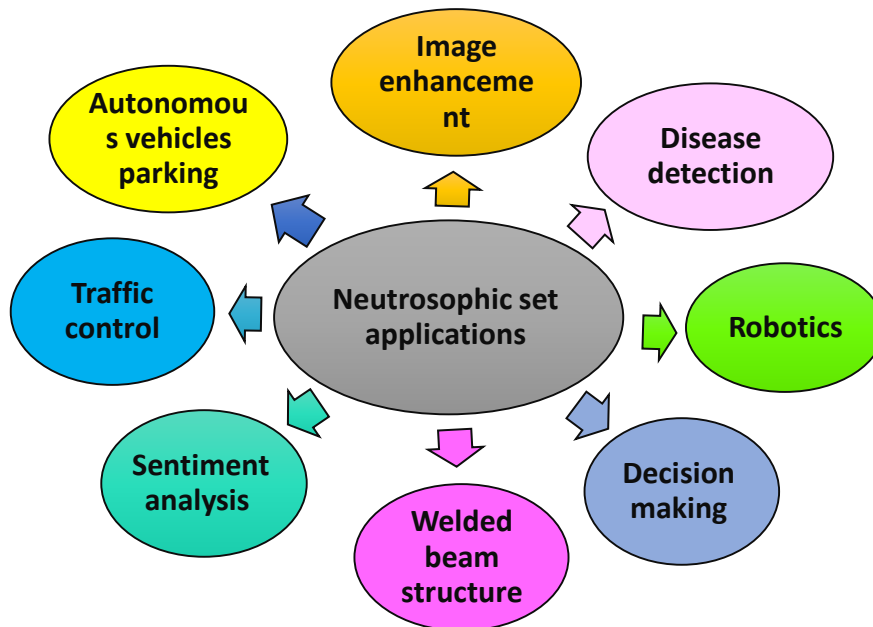 Image
enhanceme
nt
Autonomou
s vehicles
parking
Disease
detection
Traffic
control
Neutrosophic set
applications
Robotics
Sentiment
analysis
Decision
making
Welded
beam
structure